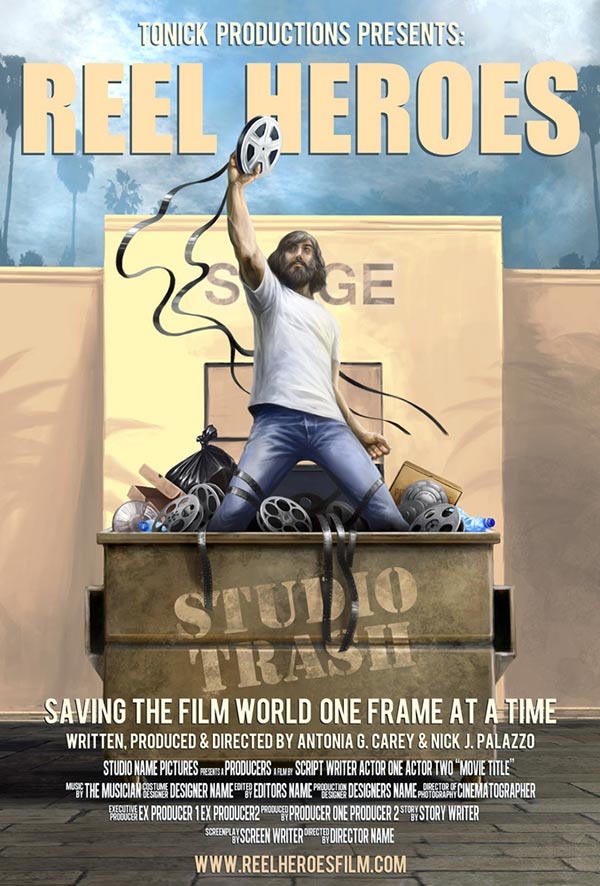 TONICK PRODUCTIONS PRESENTS:
REEL HEROES
S GE
STUDIO
TRASH
SAVING THE FILM WORLD ONE FRAME AT A TIME
WRITTEN, PRODUCED & DIRECTED BY ANTONIA G. CAREY & NICK J. PALAZZO
STUDIO NAME PICTURES PRESENTS A PRODUCERS A FILM BY SCRIPT WRITER ACTOR ONE ACTOR TWO "MOVIE TITLE"
MUSIC BY THE MUSICIAN COSTUME DESIGNER DESIGNER NAME EDITED BY EDITORS NAME PRODUCTION DESIGNER DESIGNERS NAME DIRECTOR OF PHOTOGRAPHY CINEMATOGRAPHER
EXECUTIVE PRODUCER EX PRODUCER1 EX PRODUCER2 PRODUCED BY PRODUCER ONE PRODUCER 2 STORY BY STORY WRITER
SCREENPLAY BY SCREEN WRITER DIRECTED BY DIRECTOR NAME
WWW.REELHEROESFILM.COM